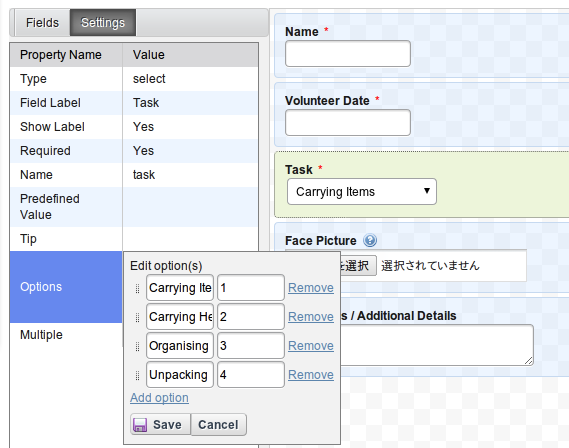 Fields Settings
Property Name Value
Type select
Field Label Task
Show Label Yes
Required Yes
Name task
Predefined
Value
Tip
Options
Multiple
Edit option(s)
Carrying Ite 1 Remove
Carrying He 2 Remove
Organising 3 Remove
Unpacking 4 Remove
Add option
Save Cancel
Name *
Volunteer Date *
Task *
Carrying Items
Face Picture ?
を選択 選択されていません
s / Additional Details